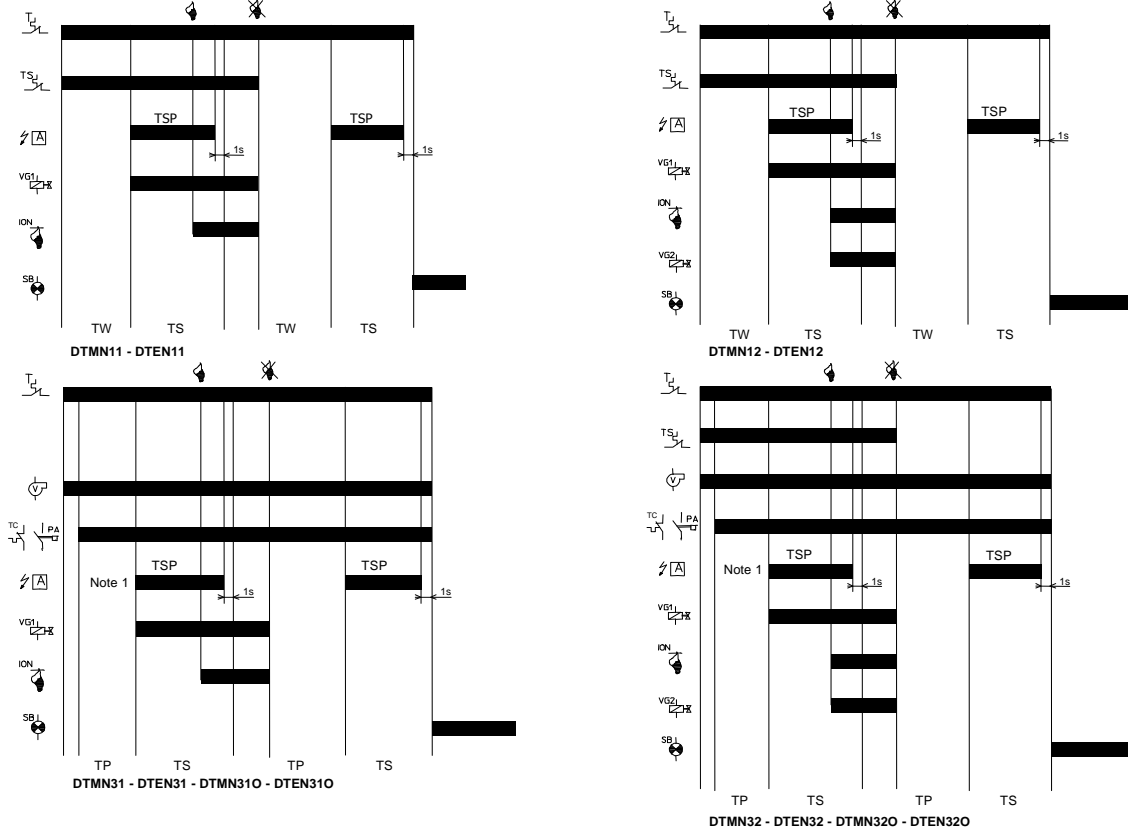 T
TS
TSP TSP
A
1s 1s
VG1
ION
SB
TW TS TW TS
DTMN11 - DTEN11
T
TS
TSP TSP
A
1s 1s
VG1
ION
VG2
SB
TW TS TW TS
DTMN12 - DTEN12
T
V
TC PA
TSP TSP
Note 1
A
1s 1s
VG1
ION
SB
TP TS TP TS
DTMN31 - DTEN31 - DTMN31O - DTEN31O
T
TS
V
TC PA
TSP TSP
Note 1
A
1s 1s
VG1
ION
VG2
SB
TP TS TP TS
DTMN32 - DTEN32 - DTMN32O - DTEN32O